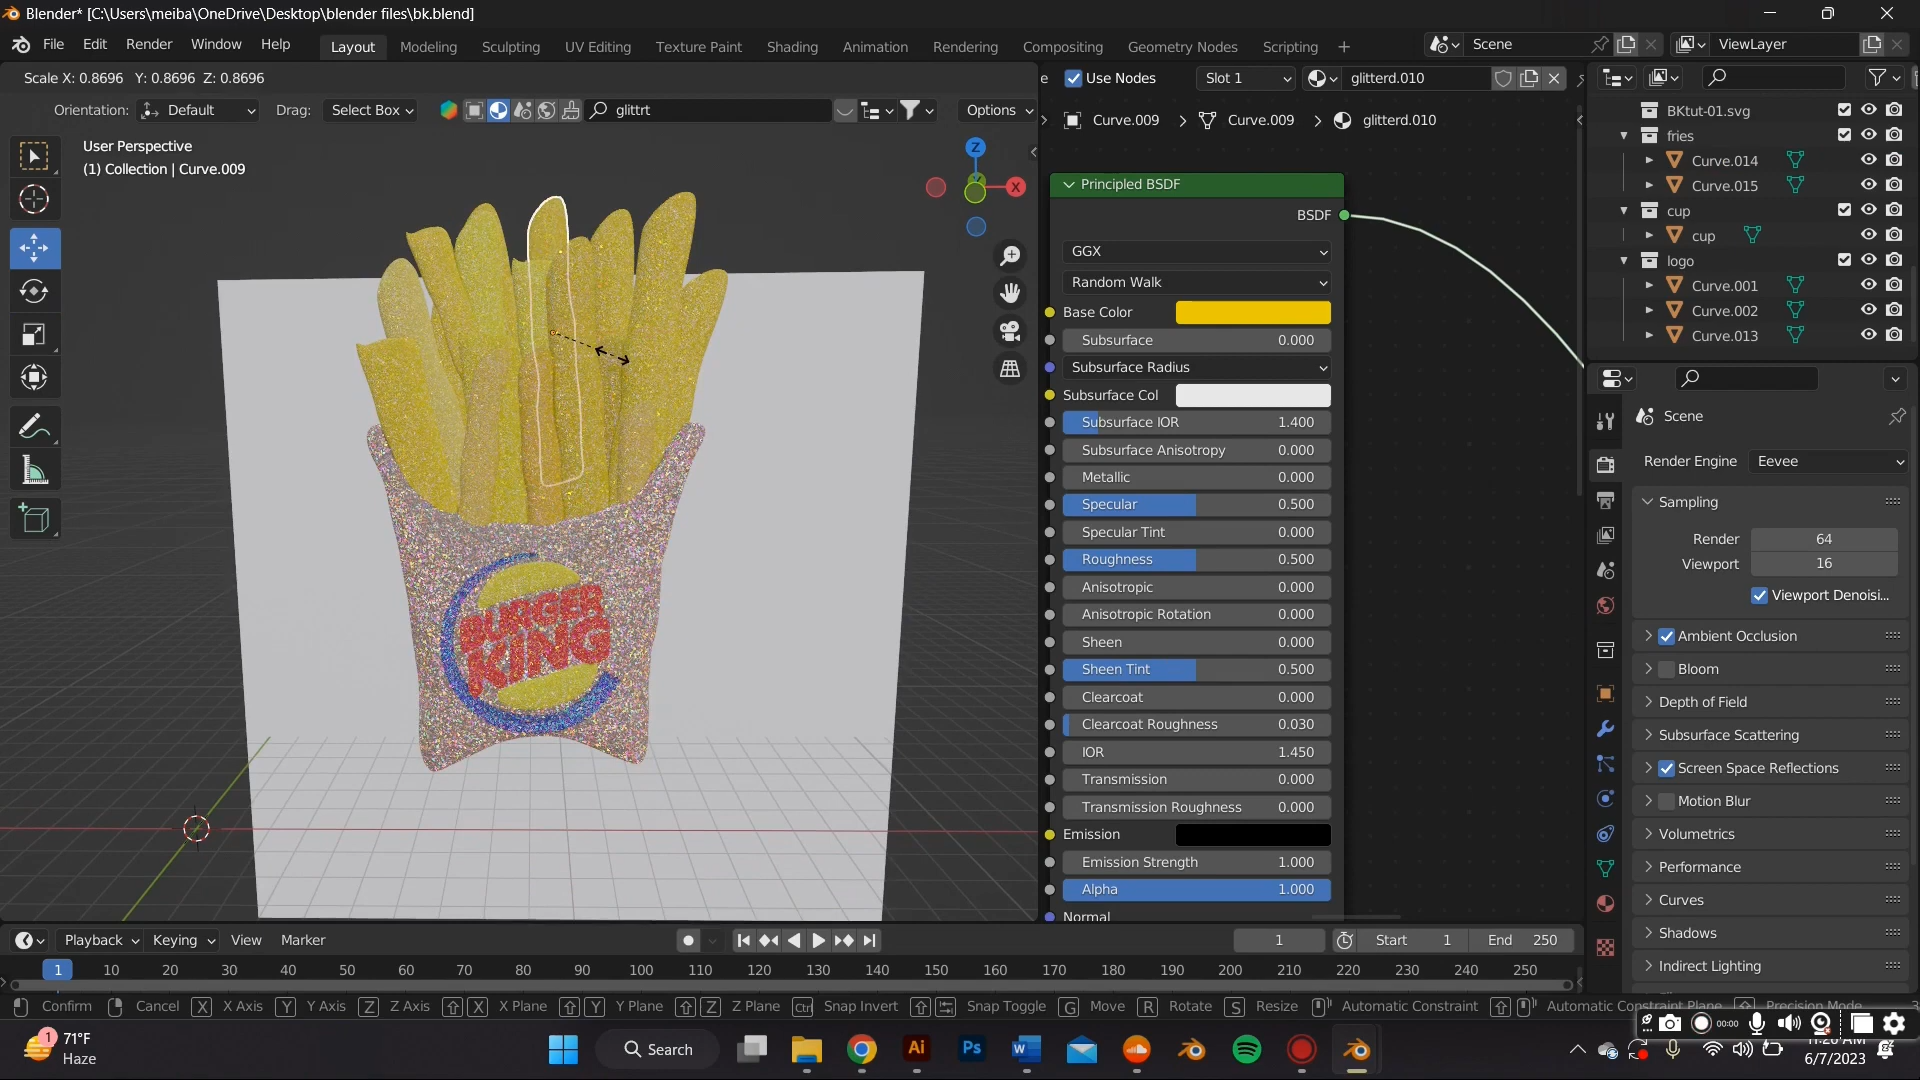 Blender* [C:\Users\meiba\OneDrive\Desktop\blender files\bk.blend]
File Edit Render Window Help Layout Modeling Sculpting UV Editing Texture Paint Shading Animation Rendering Compositing Geometry Nodes Scripting + Scene ViewLayer
Scale X: 0.8696 Y: 0.8696 Z: 0.8696
Use Nodes Slot 1 glitterd.010
Orientation: Default Drag: Select Box glittrt Options
BKtut-01.svg
Curve.009 > Curve.009 > glitterd.010
fries
User Perspective
(1) Collection | Curve.009
Z
X
Curve.014
Curve.015
cup
cup
logo
Curve.001
Curve.002
Curve.013
Principled BSDF
BSDF
GGX
Random Walk
Base Color
Subsurface 0.000
Subsurface Radius
Subsurface Col
Subsurface IOR 1.400
Subsurface Anisotropy 0.000
Metallic 0.000
Specular 0.500
Specular Tint 0.000
Roughness 0.500
Anisotropic 0.000
Anisotropic Rotation 0.000
Sheen 0.000
Sheen Tint 0.500
Clearcoat 0.000
Clearcoat Roughness 0.030
IOR 1.450
Transmission 0.000
Transmission Roughness 0.000
Emission
Emission Strength 1.000
Alpha 1.000
Normal
Scene
Render Engine Eevee
Sampling
Render 64
Viewport 16
Viewport Denoisi...
Ambient Occlusion
Bloom
Depth of Field
Subsurface Scattering
Screen Space Reflections
Motion Blur
Volumetrics
Performance
Curves
Shadows
Indirect Lighting
BURGER
KING
Playback Keying View Marker 1 Start 1 End 250
1 10 20 30 40 50 60 70 80 90 100 110 120 130 140 150 160 170 180 190 200 210 220 230 240 250
Confirm Cancel X X Axis Y Y Axis Z Z Axis X X Plane Y Y Plane Z Z Plane Ctrl Snap Invert Snap Toggle G Move R Rotate S Resize Automatic Constraint Automatic Constraint Plane Precision Mode
00:00
1
71°F
Haze
Search
Ai
Ps
W
6/7/2023